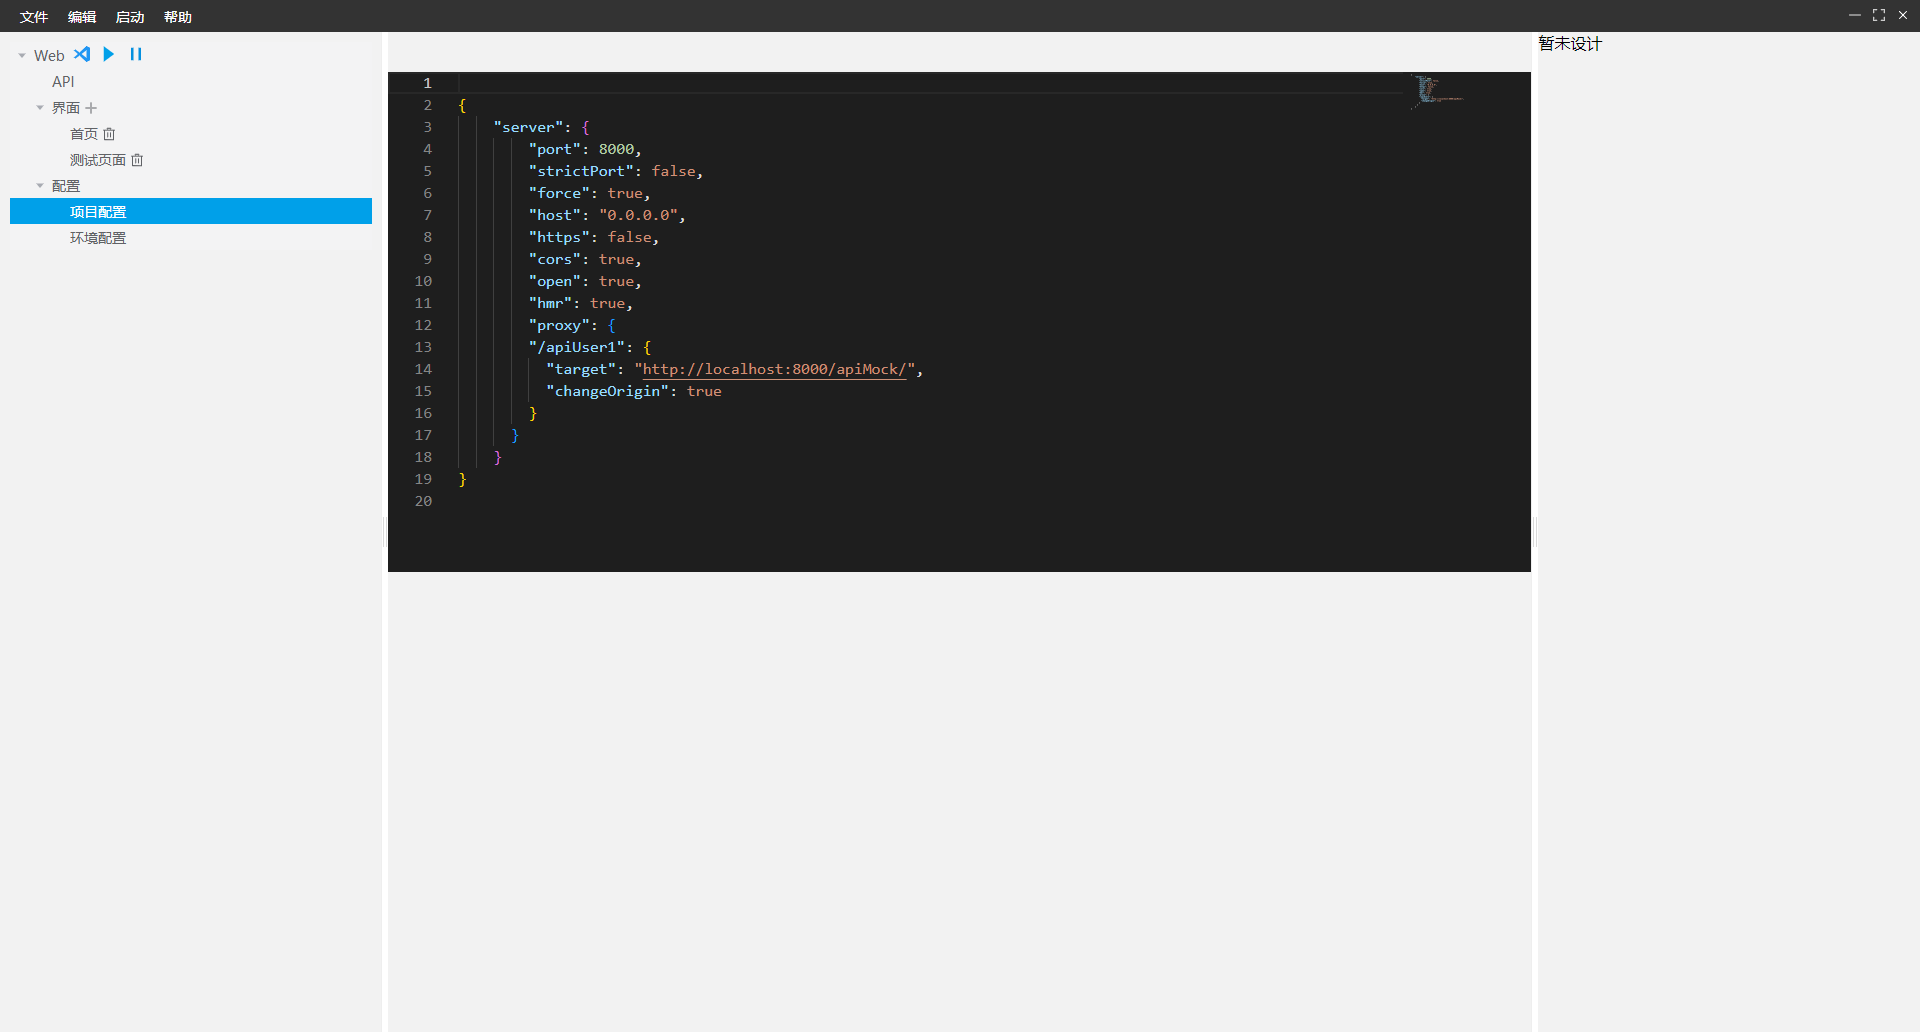 文件 编辑 启动 帮助
Web
API
界面
首页
测试页面
配置
项目配置
环境配置
1
2 {
3 "server": {
4 "port": 8000,
5 "strictPort": false,
6 "force": true,
7 "host": "0.0.0.0",
8 "https": false,
9 "cors": true,
10 "open": true,
11 "hmr": true,
12 "proxy": {
13 "/apiUser1": {
14 "target": "http://localhost:8000/apiMock/",
15 "changeOrigin": true
16 }
17 }
18 }
19 }
20
暂未设计